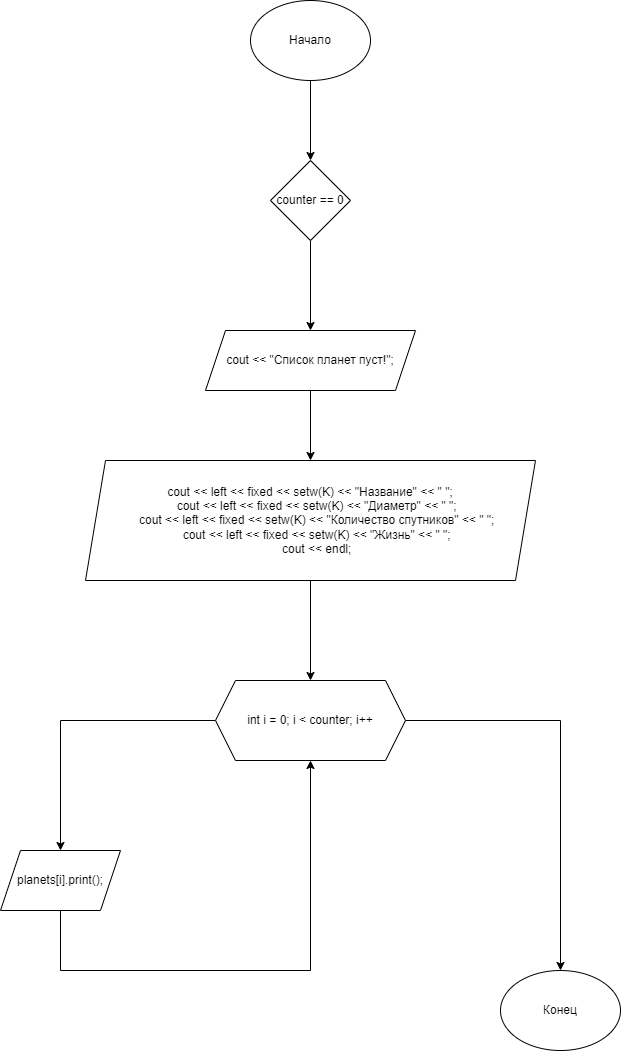 Начало
counter == 0
cout << "Список планет пуст!";
cout << left << fixed << setw(K) << "Название" << " ";
cout << left << fixed << setw(K) << "Диаметр" << " ";
cout << left << fixed << setw(K) << "Количество спутников" << " ";
cout << left << fixed << setw(K) << "Жизнь" << " ";
cout << endl;
int i = 0; i < counter; i++
planets[i].print();
Конец